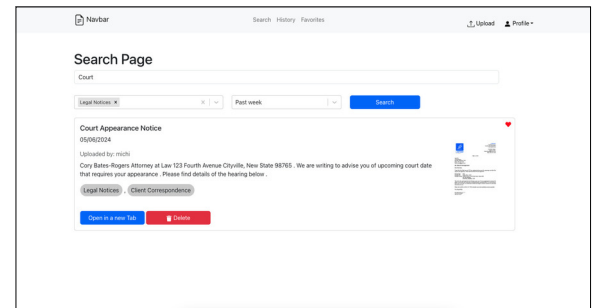 Navbar
Search History Favorites
Upload
Profile
Search Page
Court
Legal Notices ×
Past week
Search
Court Appearance Notice
05/06/2024
Uploaded by: michi
Cory Bates-Rogers Attorney at Law 123 Fourth Avenue Cityville, New State 98765 . We are writing to advise you of upcoming court date
that requires your appearance . Please find details of the hearing below .
Legal Notices , Client Correspondence
Open in a new Tab
Delete